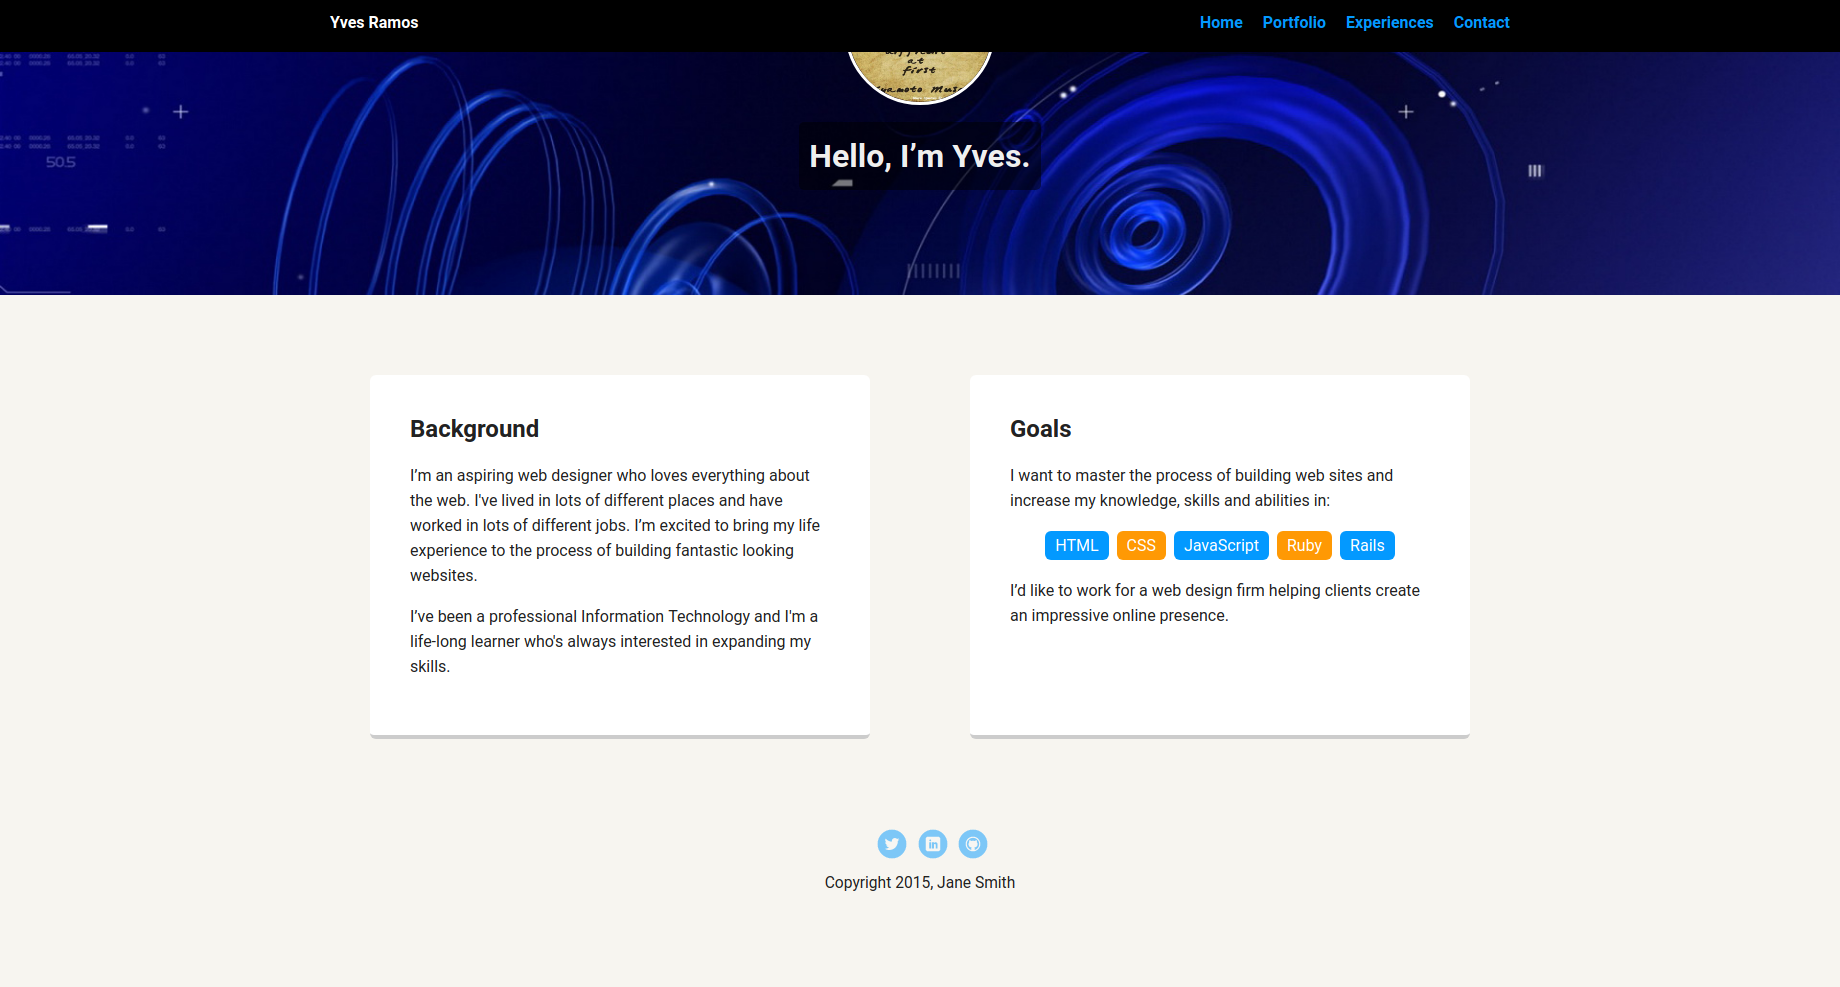 Yves Ramos
Home Portfolio Experiences Contact
at
first
50.5
Hello, I’m Yves.
Background
I’m an aspiring web designer who loves everything about
the web. I've lived in lots of different places and have
worked in lots of different jobs. I’m excited to bring my life
experience to the process of building fantastic looking
websites.
I’ve been a professional Information Technology and I'm a
life-long learner who's always interested in expanding my
skills.
Goals
I want to master the process of building web sites and
increase my knowledge, skills and abilities in:
HTML CSS JavaScript Ruby Rails
I’d like to work for a web design firm helping clients create
an impressive online presence.
in
Copyright 2015, Jane Smith